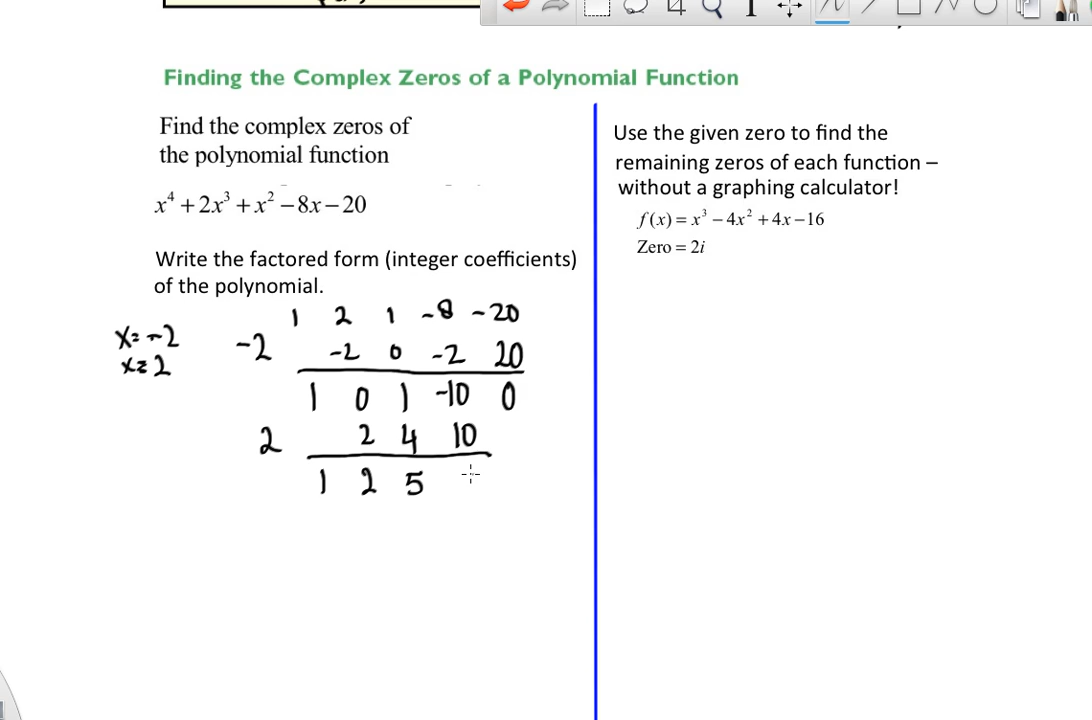 Finding the Complex Zeros of a Polynomial Function
Find the complex zeros of
the polynomial function
x⁴ + 2x³ + x² − 8x − 20
Write the factored form (integer coefficients)
of the polynomial.
1 2 1 -8 -20
x=-2
x=2
-2 -2 0 -2 20
1 0 1 -10 0
2 2 4 10
1 2 5
Use the given zero to find the
remaining zeros of each function –
without a graphing calculator!
f(x) = x³ − 4x² + 4x − 16
Zero = 2i